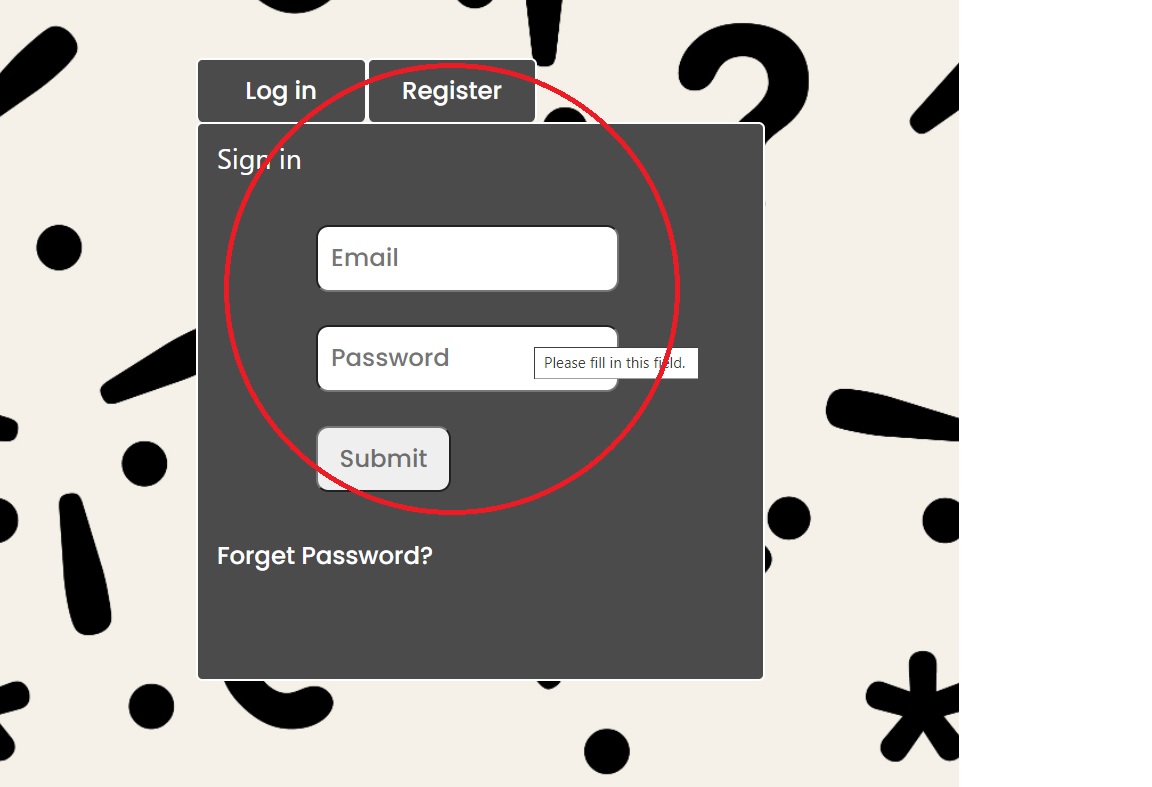 Log in
Register
Sign in
Email
Password
Please fill in this field.
Submit
Forget Password?